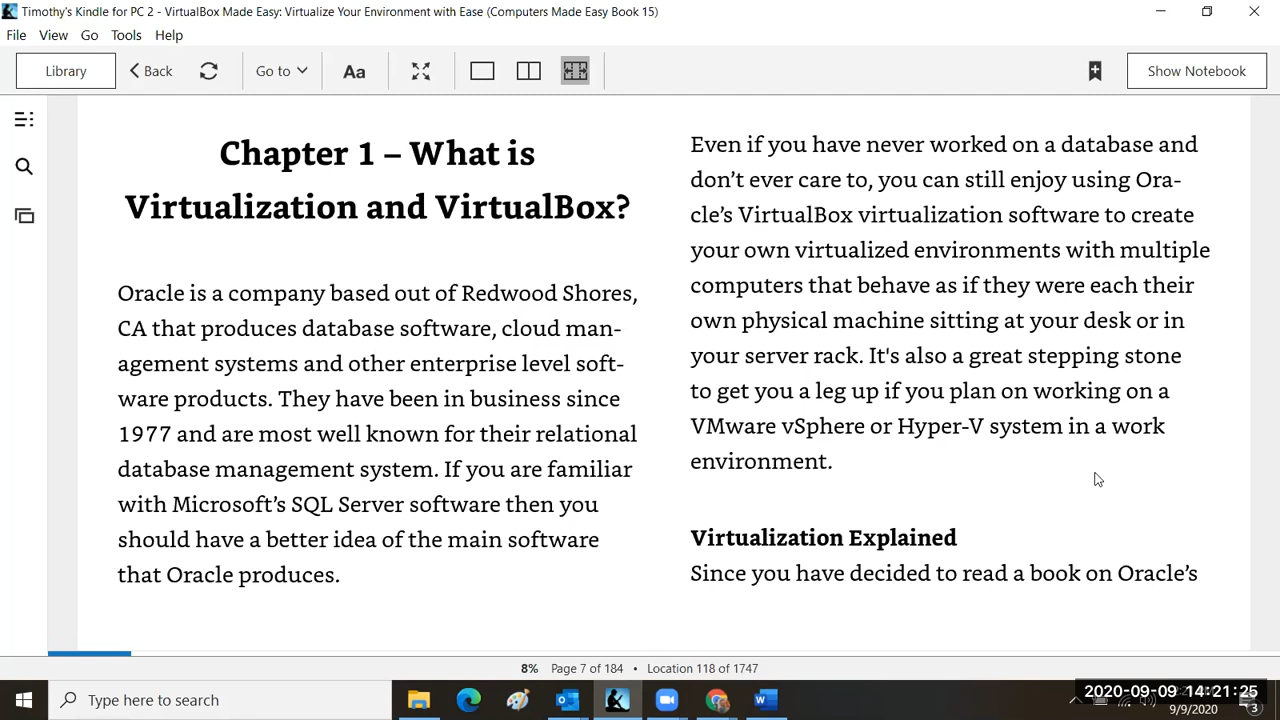 Timothy's Kindle for PC 2 - VirtualBox Made Easy: Virtualize Your Environment with Ease (Computers Made Easy Book 15)
File View Go Tools Help
Library Back Go to Aa Show Notebook
Chapter 1 – What is
Virtualization and VirtualBox?
Oracle is a company based out of Redwood Shores,
CA that produces database software, cloud man-
agement systems and other enterprise level soft-
ware products. They have been in business since
1977 and are most well known for their relational
database management system. If you are familiar
with Microsoft’s SQL Server software then you
should have a better idea of the main software
that Oracle produces.
Even if you have never worked on a database and
don’t ever care to, you can still enjoy using Ora-
cle’s VirtualBox virtualization software to create
your own virtualized environments with multiple
computers that behave as if they were each their
own physical machine sitting at your desk or in
your server rack. It's also a great stepping stone
to get you a leg up if you plan on working on a
VMware vSphere or Hyper-V system in a work
environment.
Virtualization Explained
Since you have decided to read a book on Oracle’s
8% Page 7 of 184 • Location 118 of 1747
Type here to search
2020-09-09 14:21:25
9/9/2020
3